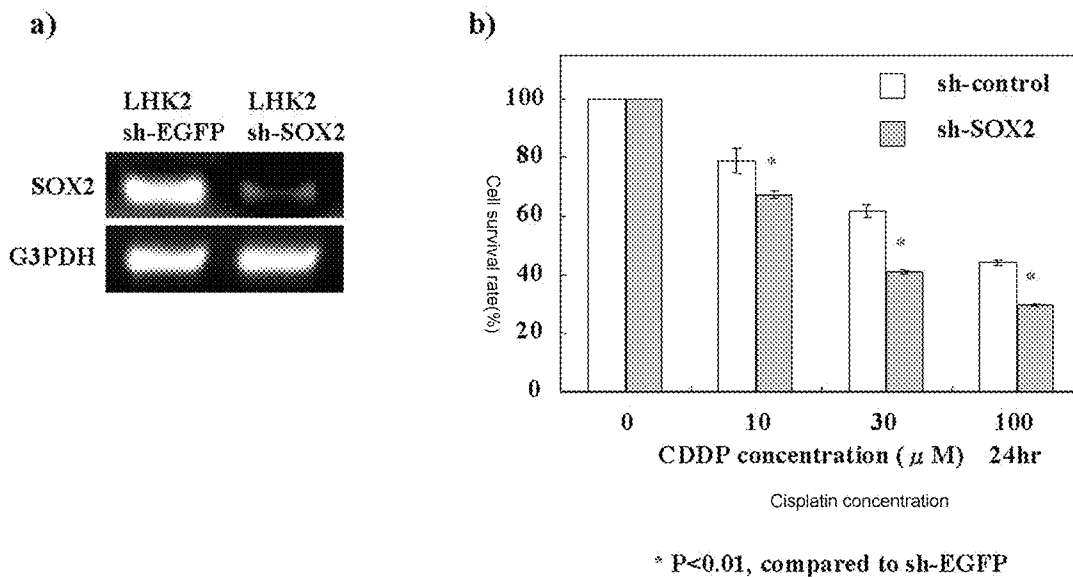 a)
LHK2 LHK2
sh-EGFP sh-SOX2
SOX2
G3PDH
b)
sh-control
sh-SOX2
100
80
60
40
20
0
Cell survival rate(%)
* * *
0 10 30 100
CDDP concentration ( μ M) 24hr
Cisplatin concentration
* P<0.01, compared to sh-EGFP